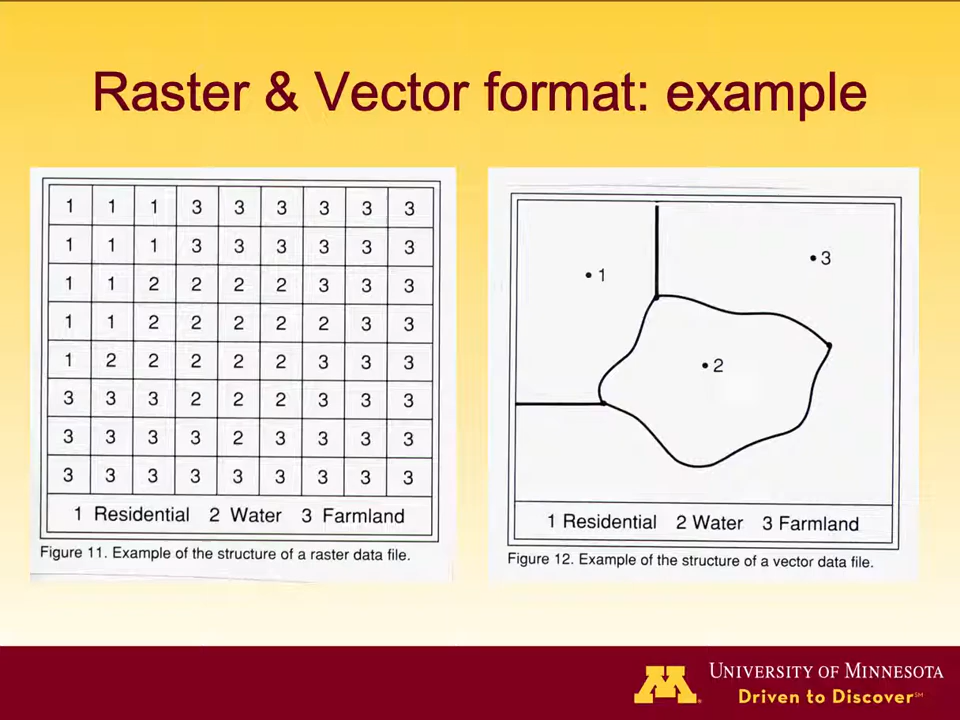 Raster & Vector format: example
1 1 1 3 3 3 3 3 3
1 1 1 3 3 3 3 3 3
1 1 2 2 2 2 3 3 3
1 1 2 2 2 2 2 3 3
1 2 2 2 2 2 3 3 3
3 3 3 2 2 2 3 3 3
3 3 3 3 2 3 3 3 3
3 3 3 3 3 3 3 3 3
1 Residential 2 Water 3 Farmland
Figure 11. Example of the structure of a raster data file.
1
3
2
1 Residential 2 Water 3 Farmland
Figure 12. Example of the structure of a vector data file.
M
UNIVERSITY OF MINNESOTA
Driven to Discover℠